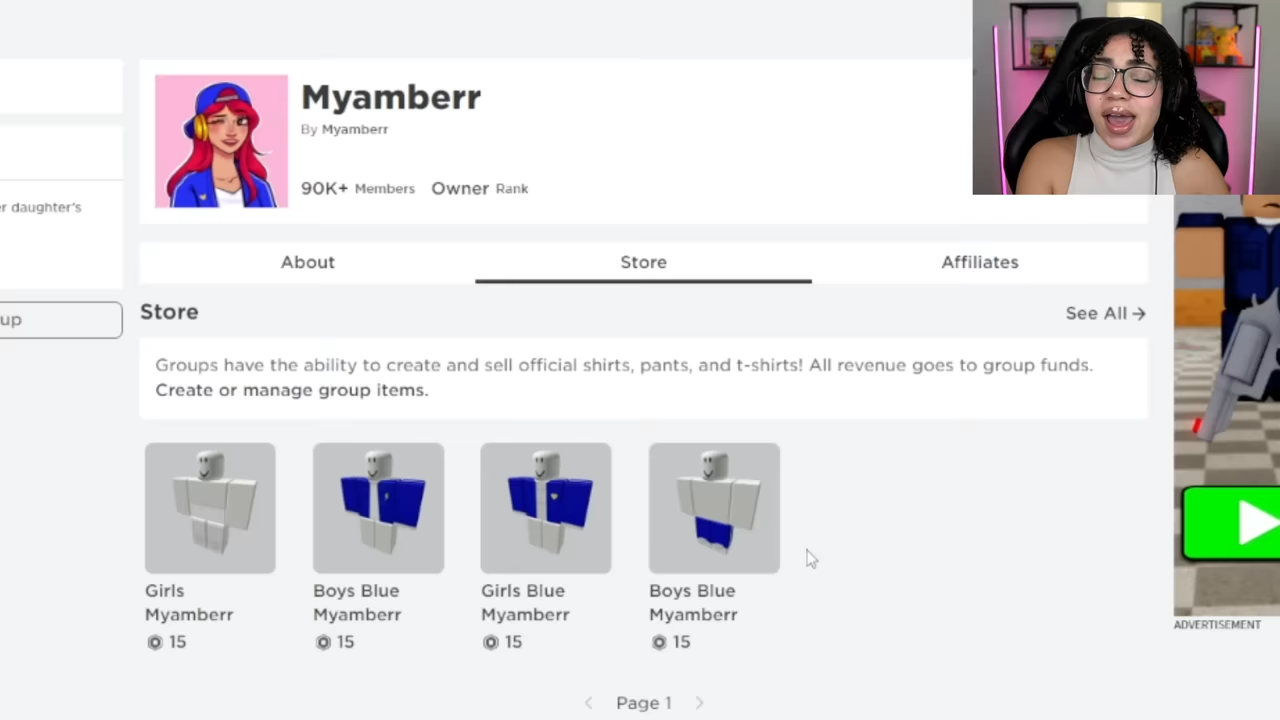 Myamberr
By Myamberr
90K+ Members Owner Rank
er daughter's
About Store Affiliates
up
Store
See All →
Groups have the ability to create and sell official shirts, pants, and t-shirts! All revenue goes to group funds.
Create or manage group items.
Girls
Myamberr
15
Boys Blue
Myamberr
15
Girls Blue
Myamberr
15
Boys Blue
Myamberr
15
ADVERTISEMENT
Page 1